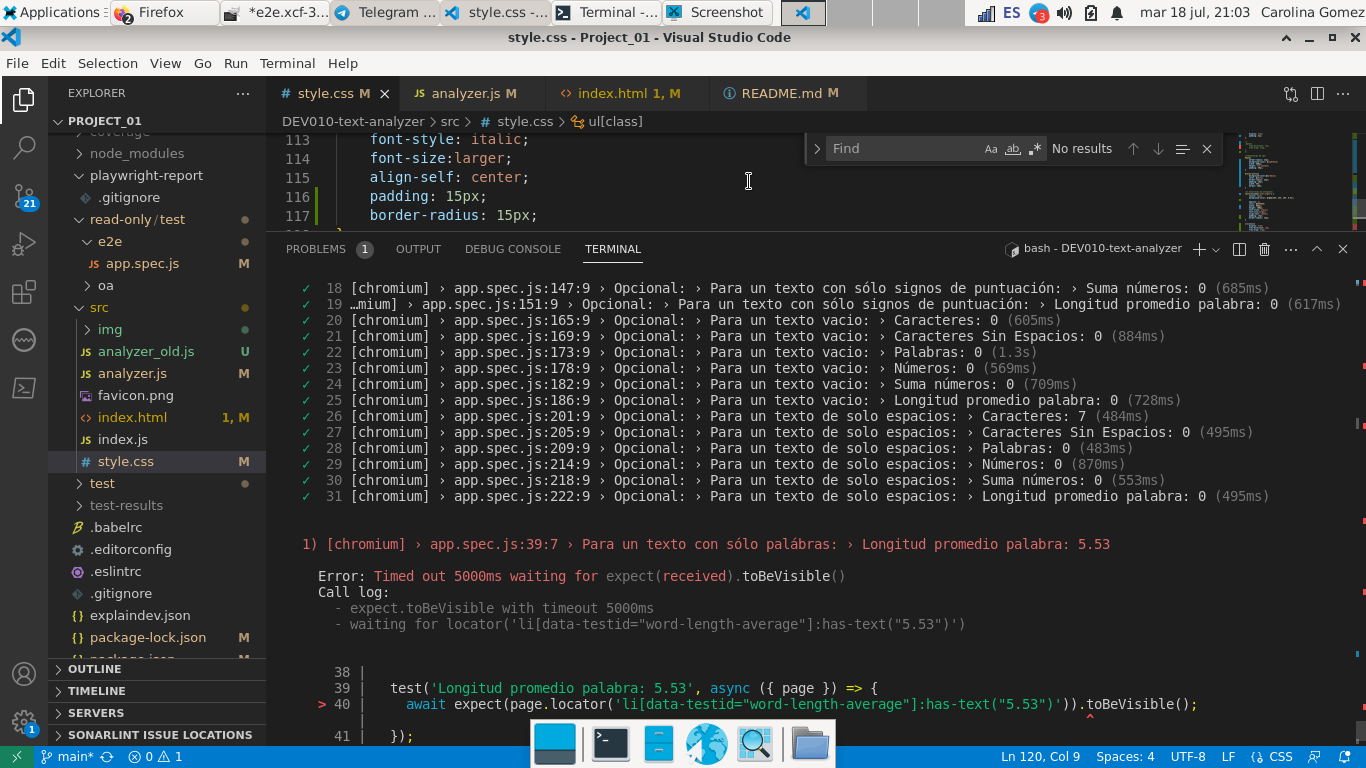 Applications
2 Firefox
*e2e.xcf-3...
Telegram ...
style.css -...
Terminal -...
Screenshot
ES
3
mar 18 jul, 21:03
Carolina Gomez
style.css - Project_01 - Visual Studio Code
File Edit Selection View Go Run Terminal Help
EXPLORER
PROJECT_01
coverage
node_modules
playwright-report
.gitignore
read-only/test
e2e
app.spec.js M
oa
src
img
analyzer_old.js U
analyzer.js M
favicon.png
index.html 1, M
index.js
style.css M
test
test-results
.babelrc
.editorconfig
.eslintrc
.gitignore
explaindev.json
package-lock.json M
OUTLINE
TIMELINE
SERVERS
SONARLINT ISSUE LOCATIONS
21
1
# style.css M
JS analyzer.js M
index.html 1, M
README.md M
DEV010-text-analyzer > src > # style.css > ul[class]
113 font-style: italic;
114 font-size:larger;
115 align-self: center;
116 padding: 15px;
117 border-radius: 15px;
Find
Aa ab .*
No results
PROBLEMS 1 OUTPUT DEBUG CONSOLE TERMINAL
bash - DEV010-text-analyzer
✓ 18 [chromium] › app.spec.js:147:9 › Opcional: › Para un texto con sólo signos de puntuación: › Suma números: 0 (685ms)
✓ 19 …mium] › app.spec.js:151:9 › Opcional: › Para un texto con sólo signos de puntuación: › Longitud promedio palabra: 0 (617ms)
✓ 20 [chromium] › app.spec.js:165:9 › Opcional: › Para un texto vacio: › Caracteres: 0 (605ms)
✓ 21 [chromium] › app.spec.js:169:9 › Opcional: › Para un texto vacio: › Caracteres Sin Espacios: 0 (884ms)
✓ 22 [chromium] › app.spec.js:173:9 › Opcional: › Para un texto vacio: › Palabras: 0 (1.3s)
✓ 23 [chromium] › app.spec.js:178:9 › Opcional: › Para un texto vacio: › Números: 0 (569ms)
✓ 24 [chromium] › app.spec.js:182:9 › Opcional: › Para un texto vacio: › Suma números: 0 (709ms)
✓ 25 [chromium] › app.spec.js:186:9 › Opcional: › Para un texto vacio: › Longitud promedio palabra: 0 (728ms)
✓ 26 [chromium] › app.spec.js:201:9 › Opcional: › Para un texto de solo espacios: › Caracteres: 7 (484ms)
✓ 27 [chromium] › app.spec.js:205:9 › Opcional: › Para un texto de solo espacios: › Caracteres Sin Espacios: 0 (495ms)
✓ 28 [chromium] › app.spec.js:209:9 › Opcional: › Para un texto de solo espacios: › Palabras: 0 (483ms)
✓ 29 [chromium] › app.spec.js:214:9 › Opcional: › Para un texto de solo espacios: › Números: 0 (870ms)
✓ 30 [chromium] › app.spec.js:218:9 › Opcional: › Para un texto de solo espacios: › Suma números: 0 (553ms)
✓ 31 [chromium] › app.spec.js:222:9 › Opcional: › Para un texto de solo espacios: › Longitud promedio palabra: 0 (495ms)
1) [chromium] › app.spec.js:39:7 › Para un texto con sólo palábras: › Longitud promedio palabra: 5.53
Error: Timed out 5000ms waiting for expect(received).toBeVisible()
Call log:
- expect.toBeVisible with timeout 5000ms
- waiting for locator('li[data-testid="word-length-average"]:has-text("5.53")')
38 |
39 | test('Longitud promedio palabra: 5.53', async ({ page }) => {
> 40 | await expect(page.locator('li[data-testid="word-length-average"]:has-text("5.53")')).toBeVisible();
| ^
41 | });
main* 0 1
Ln 120, Col 9 Spaces: 4 UTF-8 LF {} CSS